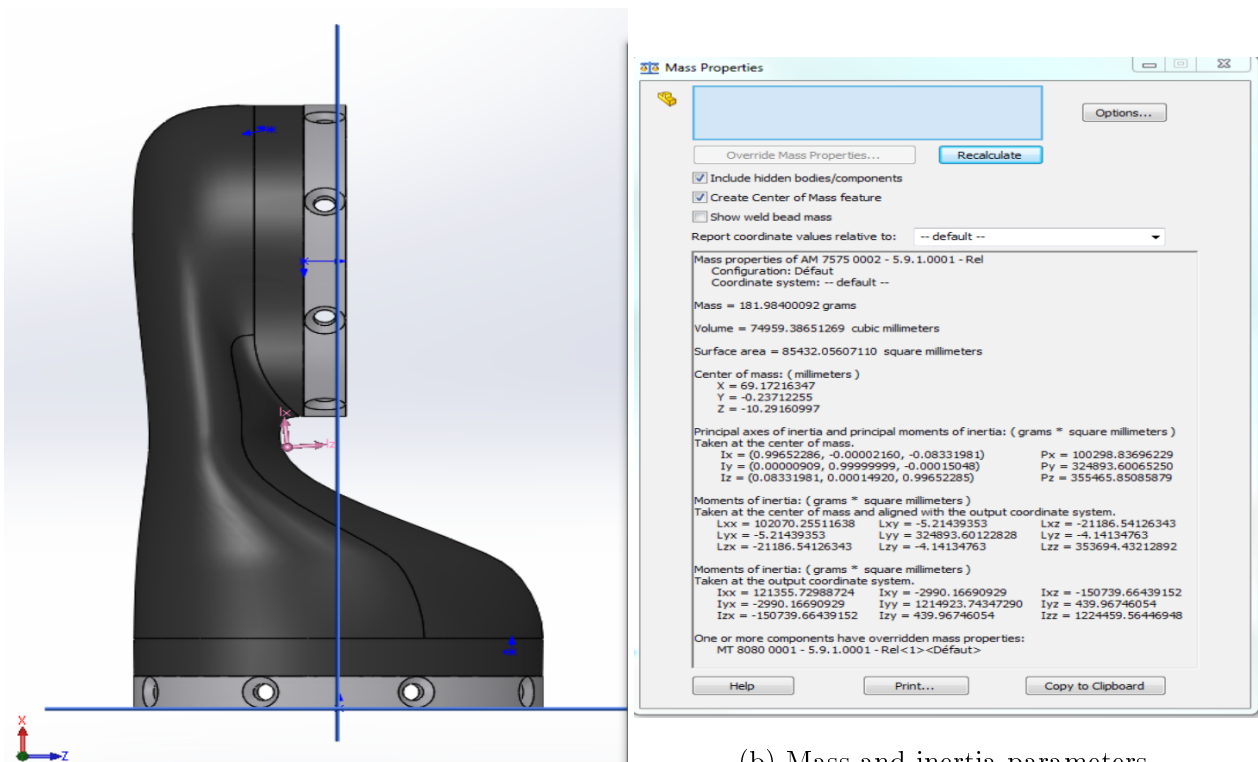 Mass Properties
Options...
Override Mass Properties...
Recalculate
Include hidden bodies/components
Create Center of Mass feature
Show weld bead mass
Report coordinate values relative to: -- default --
Mass properties of AM 7575 0002 - 5.9.1.0001 - Rel
Configuration: Défaut
Coordinate system: -- default --
Mass = 181.98400092 grams
Volume = 74959.38651269 cubic millimeters
Surface area = 85432.05607110 square millimeters
Center of mass: ( millimeters )
X = 69.17216347
Y = -0.23712255
Z = -10.29160997
Principal axes of inertia and principal moments of inertia: ( grams * square millimeters )
Taken at the center of mass.
Ix = (0.99652286, -0.00002160, -0.08331981) Px = 100298.83696229
Iy = (0.00000909, 0.99999999, -0.00015048) Py = 324893.60065250
Iz = (0.08331981, 0.00014920, 0.99652285) Pz = 355465.85085879
Moments of inertia: ( grams * square millimeters )
Taken at the center of mass and aligned with the output coordinate system.
Lxx = 102070.25511638 Lxy = -5.21439353 Lxz = -21186.54126343
Lyx = -5.21439353 Lyy = 324893.60122828 Lyz = -4.14134763
Lzx = -21186.54126343 Lzy = -4.14134763 Lzz = 353694.43212892
Moments of inertia: ( grams * square millimeters )
Taken at the output coordinate system.
Ixx = 121355.72988724 Ixy = -2990.16690929 Ixz = -150739.66439152
Iyx = -2990.16690929 Iyy = 1214923.74347290 Iyz = 439.96746054
Izx = -150739.66439152 Izy = 439.96746054 Izz = 1224459.56446948
One or more components have overridden mass properties:
MT 8080 0001 - 5.9.1.0001 - Rel<1><Défaut>
Help
Print...
Copy to Clipboard
Ix
Iz
X
Z
(b) Mass and inertia parameters